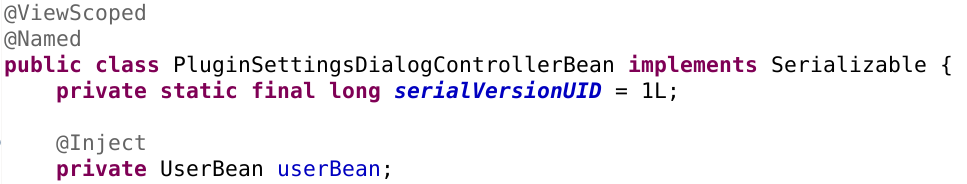 @ViewScoped
@Named
public class PluginSettingsDialogControllerBean implements Serializable {
private static final long serialVersionUID = 1L;
@Inject
private UserBean userBean;